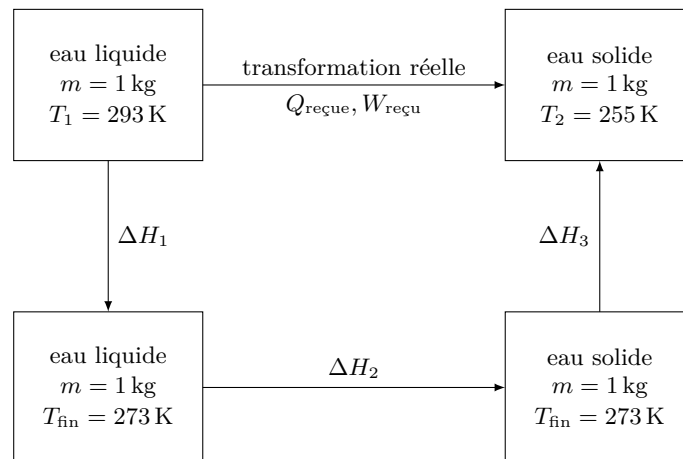 eau liquide
m = 1 kg
T₁ = 293 K
transformation réelle
Q_reçue, W_reçu
eau solide
m = 1 kg
T₂ = 255 K
ΔH₁
ΔH₃
eau liquide
m = 1 kg
T_fin = 273 K
ΔH₂
eau solide
m = 1 kg
T_fin = 273 K